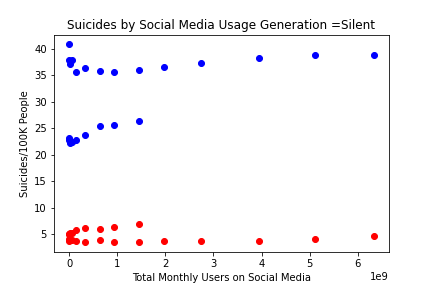 Suicides by Social Media Usage Generation =Silent
40
35
30
25
20
15
10
5
Suicides/100K People
0 1 2 3 4 5 6
1e9
Total Monthly Users on Social Media